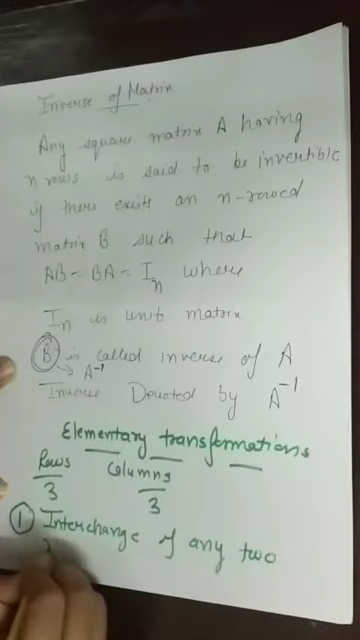 Inverse of Matrix
Any square matrix A having
n rows is said to be invertible
if there exists an n-rowed
matrix B such that
AB = BA = In where
In is unit matrix
B is called inverse of A
→ A⁻¹
Inverse Denoted by A⁻¹
Elementary transformations
Rows Columns
3 3
① Interchange of any two